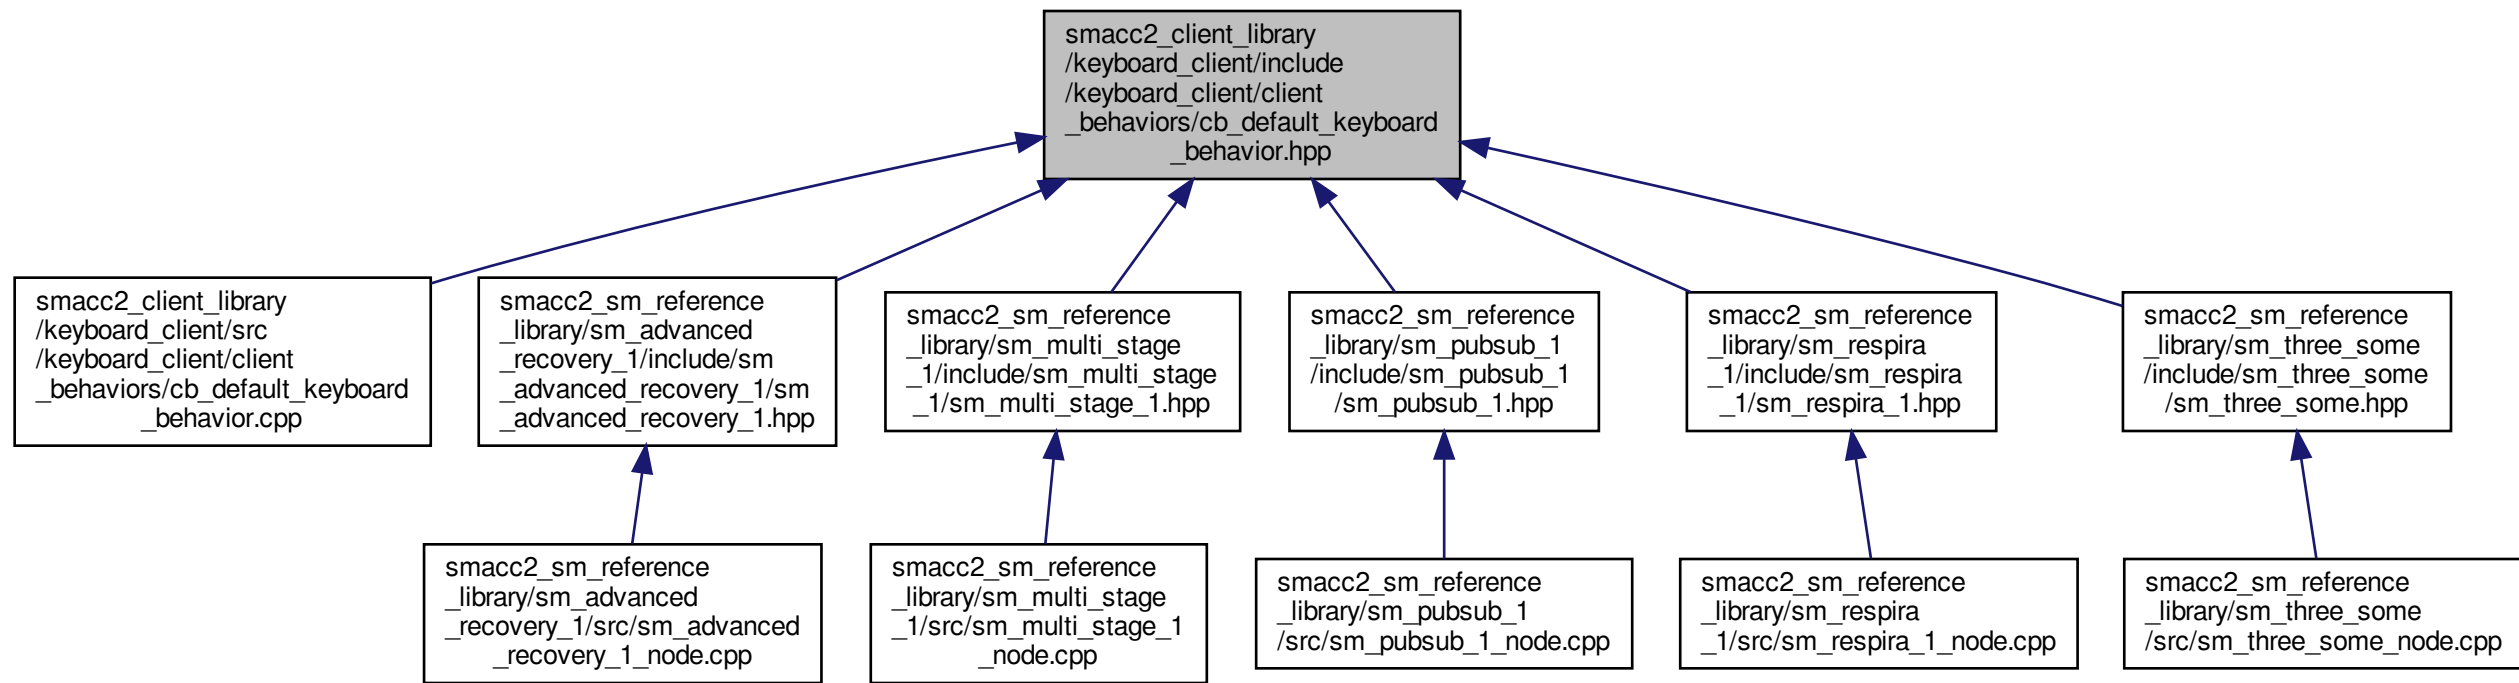 smacc2_client_library
/keyboard_client/include
/keyboard_client/client
_behaviors/cb_default_keyboard
_behavior.hpp
smacc2_client_library
/keyboard_client/src
/keyboard_client/client
_behaviors/cb_default_keyboard
_behavior.cpp
smacc2_sm_reference
_library/sm_advanced
_recovery_1/include/sm
_advanced_recovery_1/sm
_advanced_recovery_1.hpp
smacc2_sm_reference
_library/sm_multi_stage
_1/include/sm_multi_stage
_1/sm_multi_stage_1.hpp
smacc2_sm_reference
_library/sm_pubsub_1
/include/sm_pubsub_1
/sm_pubsub_1.hpp
smacc2_sm_reference
_library/sm_respira
_1/include/sm_respira
_1/sm_respira_1.hpp
smacc2_sm_reference
_library/sm_three_some
/include/sm_three_some
/sm_three_some.hpp
smacc2_sm_reference
_library/sm_advanced
_recovery_1/src/sm_advanced
_recovery_1_node.cpp
smacc2_sm_reference
_library/sm_multi_stage
_1/src/sm_multi_stage_1
_node.cpp
smacc2_sm_reference
_library/sm_pubsub_1
/src/sm_pubsub_1_node.cpp
smacc2_sm_reference
_library/sm_respira
_1/src/sm_respira_1_node.cpp
smacc2_sm_reference
_library/sm_three_some
/src/sm_three_some_node.cpp